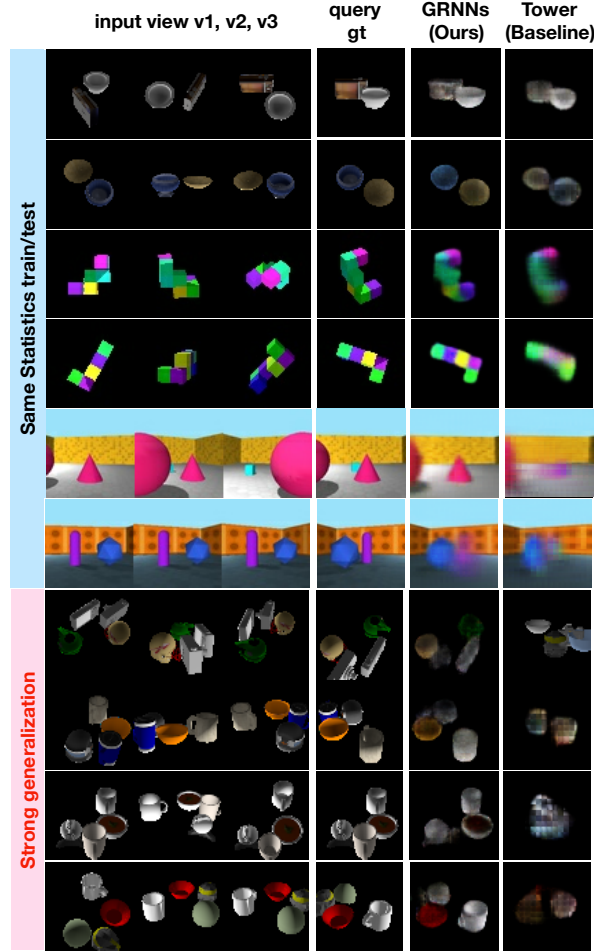 input view v1, v2, v3
query
gt
GRNNs
(Ours)
Tower
(Baseline)
Same Statistics train/test
Strong generalization